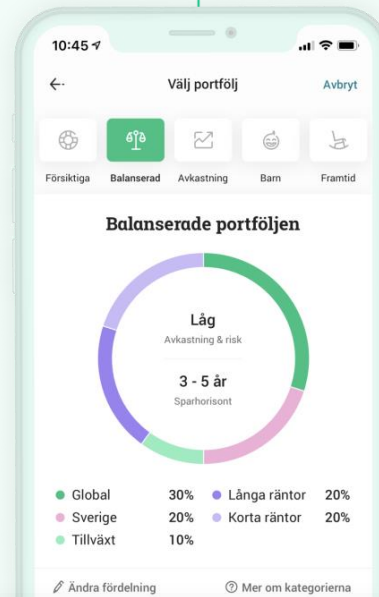 10:45
Välj portfölj
Avbryt
Försiktiga Balanserad Avkastning Barn Framtid
Balanserade portföljen
Låg
Avkastning & risk
3 - 5 år
Sparhorisont
Global 30% Långa räntor 20%
Sverige 20% Korta räntor 20%
Tillväxt 10%
Ändra fördelning Mer om kategorierna